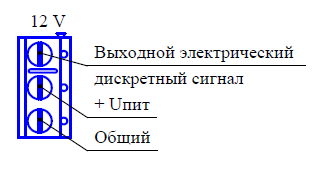 12 V
Выходной электрический
дискретный сигнал
+ Uпит
Общий